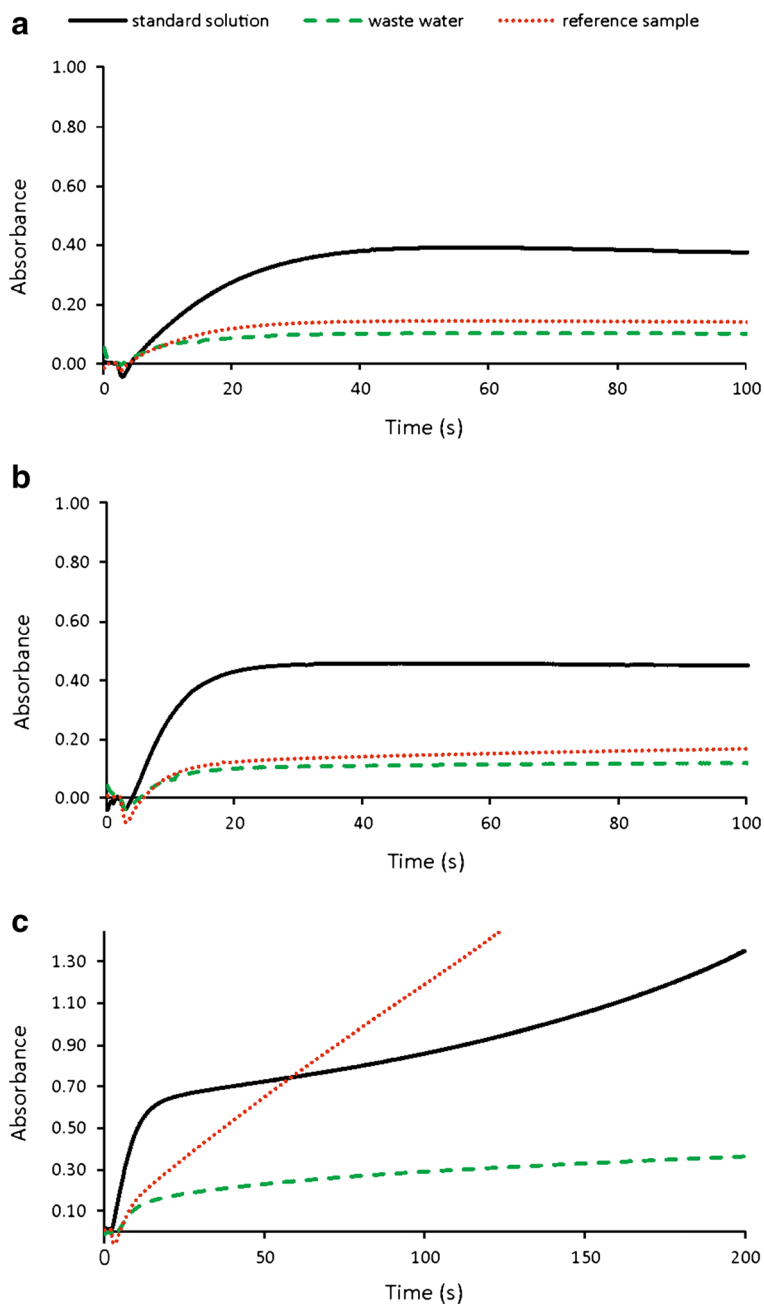 a
standard solution waste water reference sample
1.00
0.80
0.60
0.40
0.20
0.00
Absorbance
0 20 40 60 80 100
Time (s)
b
1.00
0.80
0.60
0.40
0.20
0.00
Absorbance
0 20 40 60 80 100
Time (s)
c
1.30
1.10
0.90
0.70
0.50
0.30
0.10
Absorbance
0 50 100 150 200
Time (s)